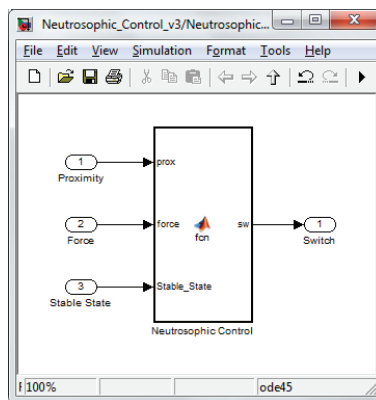 Neutrosophic_Control_v3/Neutrosophic...
File Edit View Simulation Format Tools Help
1
prox
Proximity
2
force
fcn
sw
1
Force
Switch
3
Stable_State
Stable State
Neutrosophic Control
100%
ode45